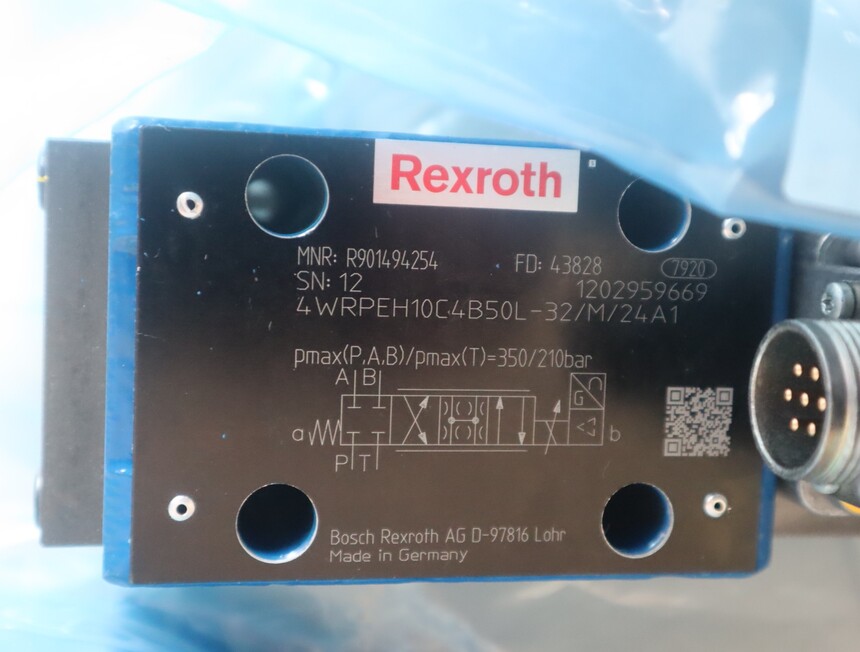 Rexroth
MNR: R901494254 FD: 43828 7920
SN: 12 1202959669
4WRPEH10C4B50L-32/M/24A1
pmax(P,A,B)/pmax(T)=350/210bar
A B
G
a b
P T
Bosch Rexroth AG D-97816 Lohr
Made in Germany